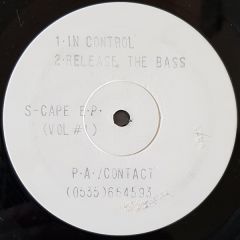 1·IN CONTROL
2·RELEASE THE BASS
S-CAPE E·P·
(VOL #1)
P·A·/CONTACT
(0535)664593